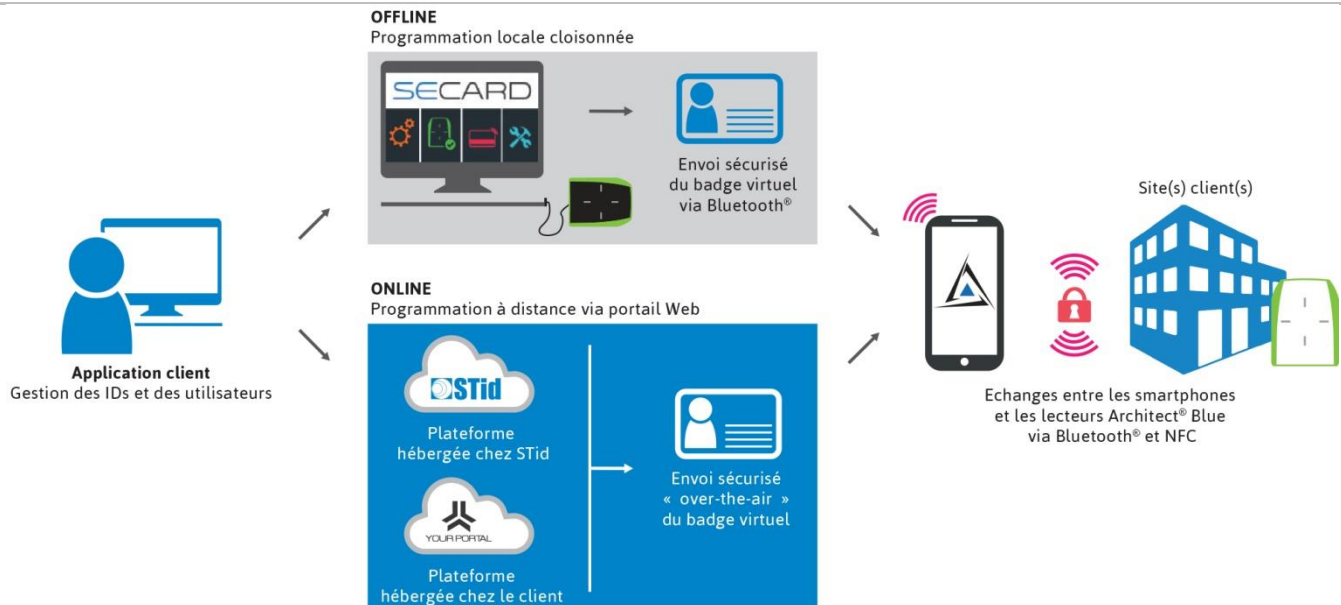 OFFLINE
Programmation locale cloisonnée
SECARD
Envoi sécurisé
du badge virtuel
via Bluetooth®
Application client
Gestion des IDs et des utilisateurs
ONLINE
Programmation à distance via portail Web
STid
Plateforme
hébergée chez STid
YOUR PORTAL
Plateforme
hébergée chez le client
Envoi sécurisé
« over-the-air »
du badge virtuel
Site(s) client(s)
Echanges entre les smartphones
et les lecteurs Architect® Blue
via Bluetooth® et NFC